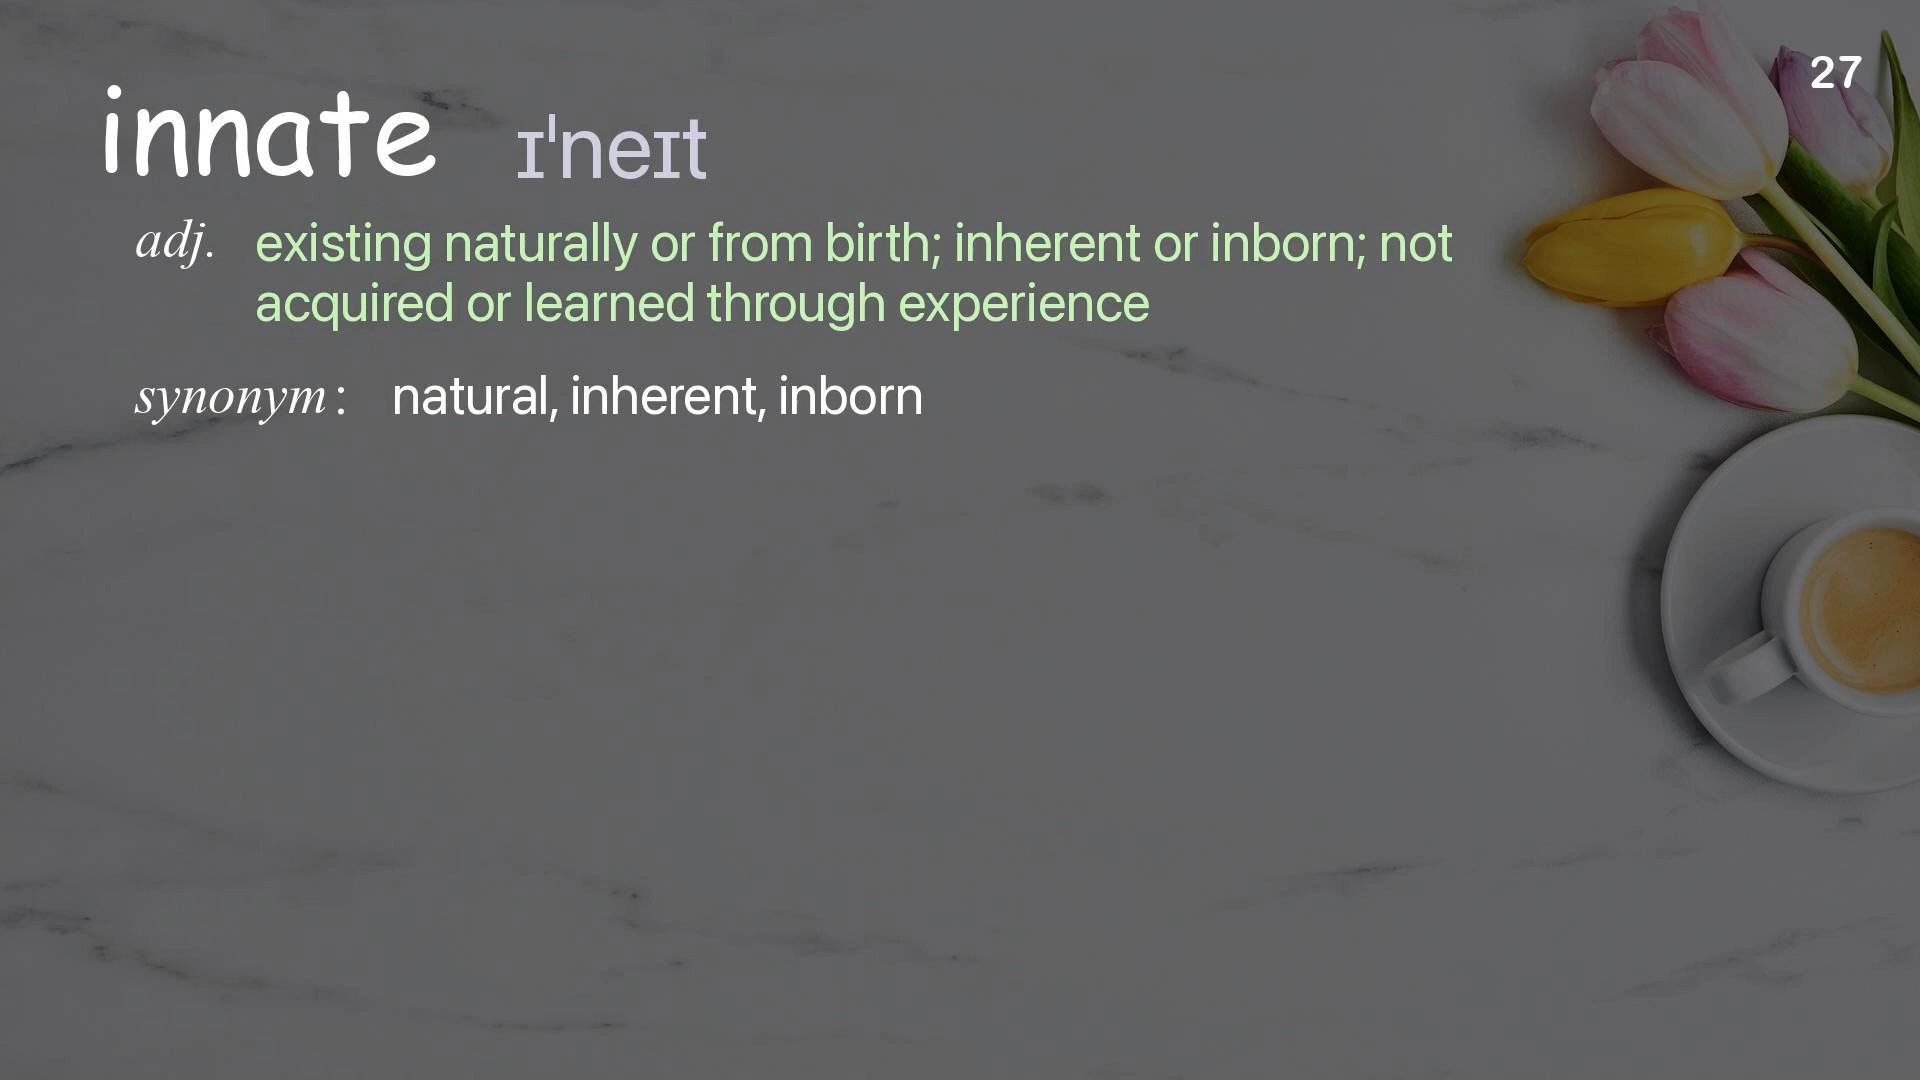 27
innate ɪˈneɪt
adj. existing naturally or from birth; inherent or inborn; not
acquired or learned through experience
synonym : natural, inherent, inborn